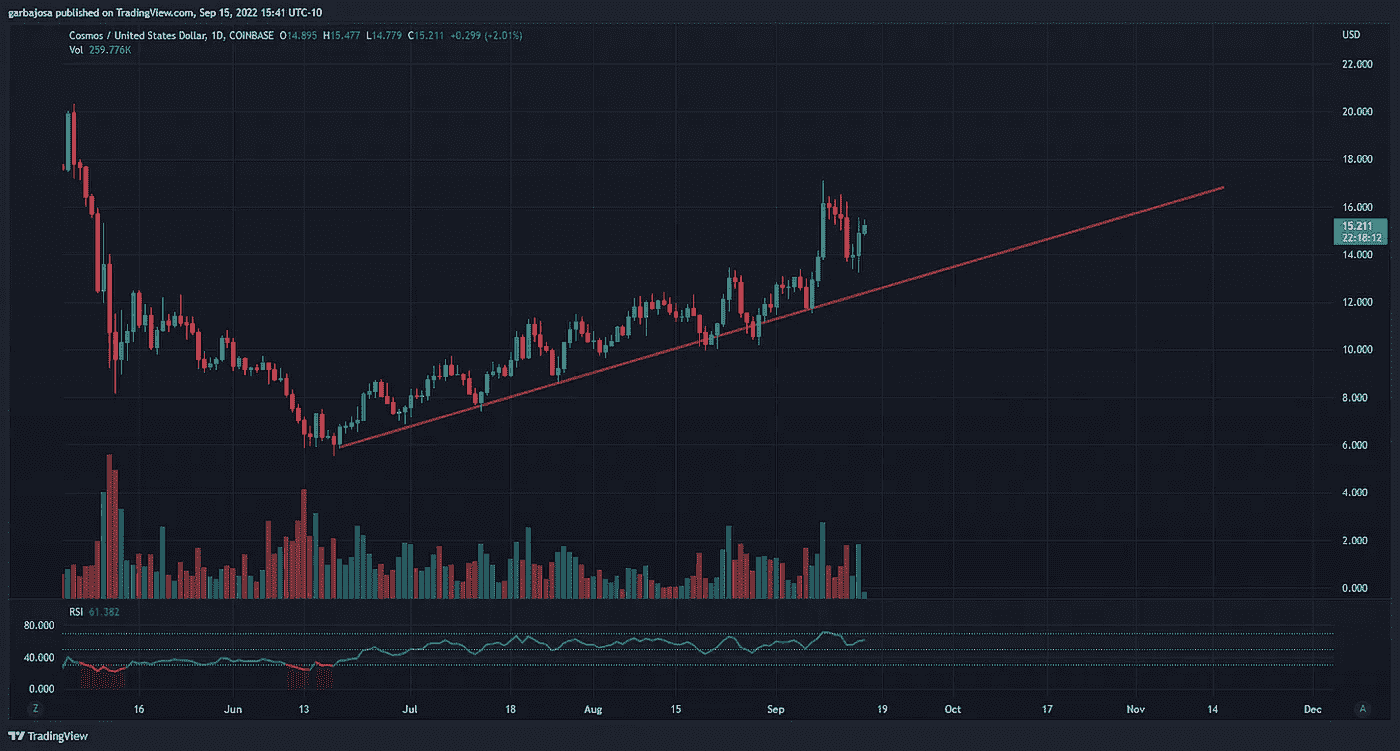 garbajosa published on TradingView.com, Sep 15, 2022 15:41 UTC-10
Cosmos / United States Dollar, 1D, COINBASE O14.895 H15.477 L14.779 C15.211 +0.299 (+2.01%)
Vol 259.776K
USD
22.000
20.000
18.000
16.000
15.211
22:18:12
14.000
12.000
10.000
8.000
6.000
4.000
2.000
0.000
RSI 61.382
80.000
40.000
0.000
Z 16 Jun 13 Jul 18 Aug 15 Sep 19 Oct 17 Nov 14 Dec A
TradingView